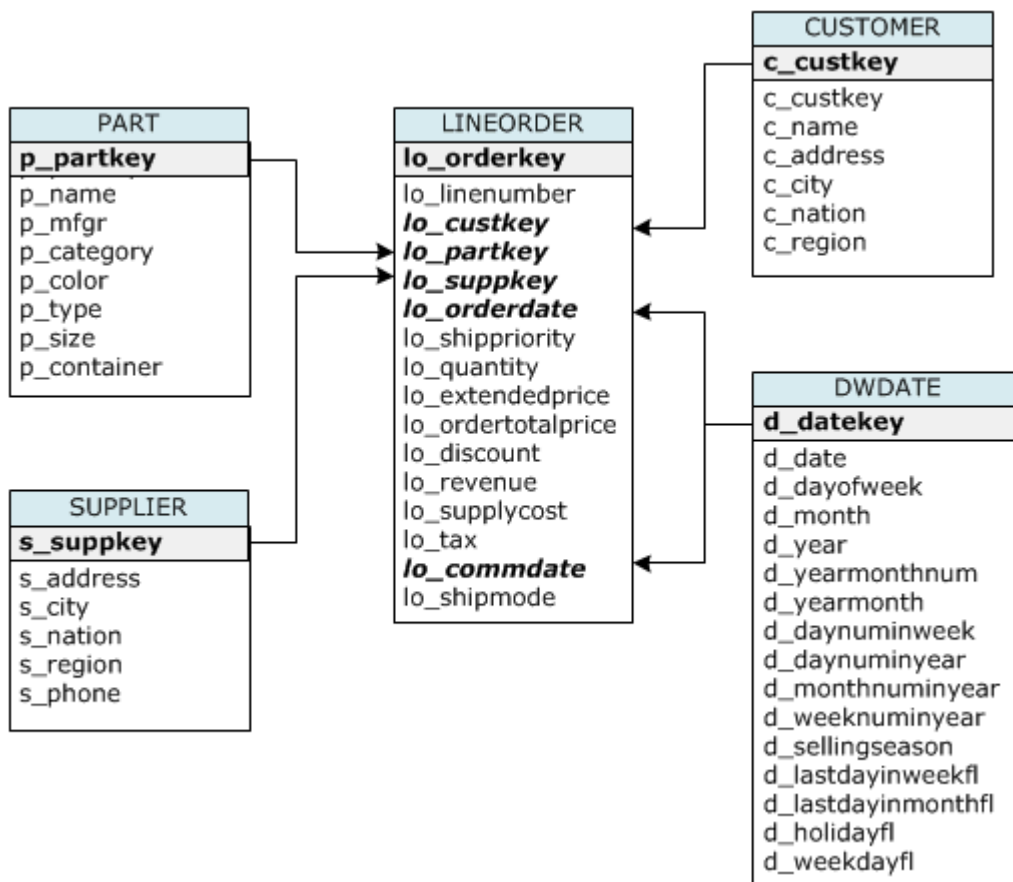 PART
p_partkey
p_name
p_mfgr
p_category
p_color
p_type
p_size
p_container
SUPPLIER
s_suppkey
s_address
s_city
s_nation
s_region
s_phone
LINEORDER
lo_orderkey
lo_linenumber
lo_custkey
lo_partkey
lo_suppkey
lo_orderdate
lo_shippriority
lo_quantity
lo_extendedprice
lo_ordertotalprice
lo_discount
lo_revenue
lo_supplycost
lo_tax
lo_commdate
lo_shipmode
CUSTOMER
c_custkey
c_custkey
c_name
c_address
c_city
c_nation
c_region
DWDATE
d_datekey
d_date
d_dayofweek
d_month
d_year
d_yearmonthnum
d_yearmonth
d_daynuminweek
d_daynuminyear
d_monthnuminyear
d_weeknuminyear
d_sellingseason
d_lastdayinweekfl
d_lastdayinmonthfl
d_holidayfl
d_weekdayfl